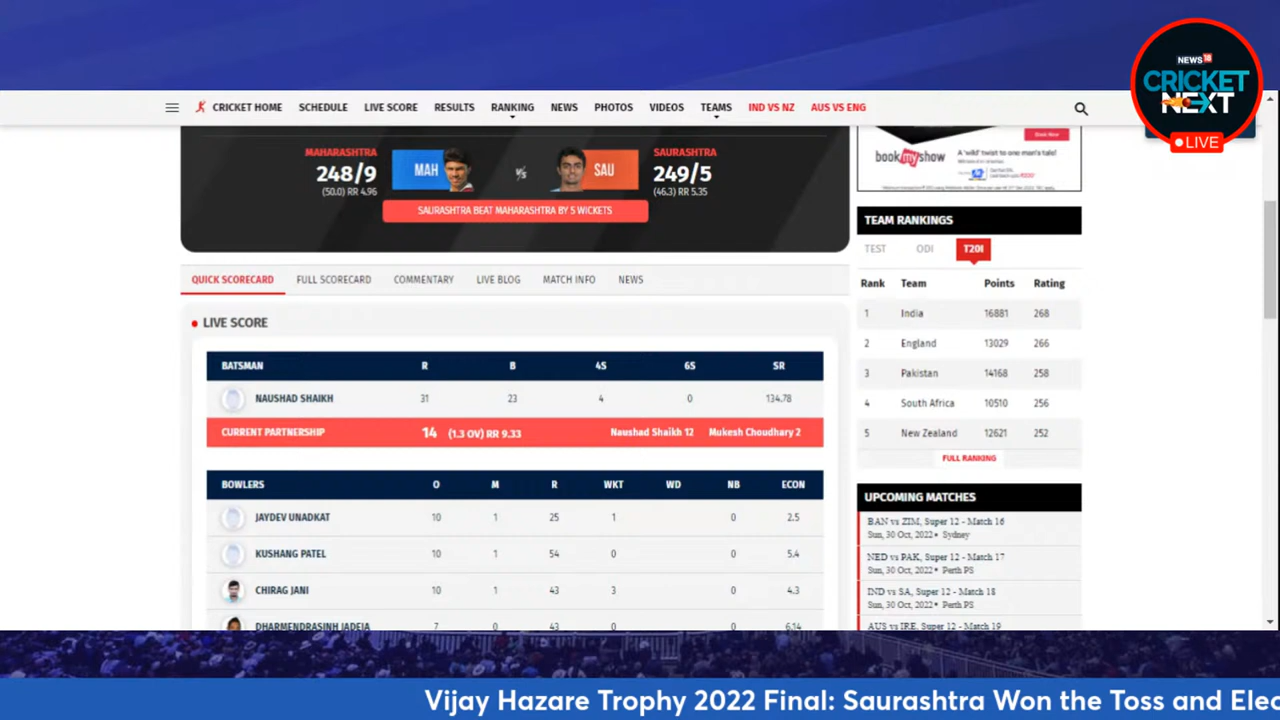 NEWS18
CRICKET
NEXT
LIVE
CRICKET HOME SCHEDULE LIVE SCORE RESULTS RANKING NEWS PHOTOS VIDEOS TEAMS IND VS NZ AUS VS ENG
MAHARASHTRA
248/9
(50.0) RR 4.96
MAH
VS
SAU
SAURASHTRA
249/5
(46.3) RR 5.35
SAURASHTRA BEAT MAHARASHTRA BY 5 WICKETS
QUICK SCORECARD FULL SCORECARD COMMENTARY LIVE BLOG MATCH INFO NEWS
LIVE SCORE
BATSMAN R B 4S 6S SR
NAUSHAD SHAIKH 31 23 4 0 134.78
CURRENT PARTNERSHIP 14 (1.3 OV) RR 9.33 Naushad Shaikh 12 Mukesh Choudhary 2
BOWLERS O M R WKT WD NB ECON
JAYDEV UNADKAT 10 1 25 1 0 2.5
KUSHANG PATEL 10 1 54 0 0 5.4
CHIRAG JANI 10 1 43 3 0 4.3
DHARMENDRASINH JADEJA 7 0 43 0 0 6.14
Book Now
bookmyshow
A 'wild' twist to one man's tale!
TEAM RANKINGS
TEST ODI T20I
Rank Team Points Rating
1 India 16881 268
2 England 13029 266
3 Pakistan 14168 258
4 South Africa 10510 256
5 New Zealand 12621 252
FULL RANKING
UPCOMING MATCHES
BAN vs ZIM, Super 12 - Match 16
Sun, 30 Oct, 2022 • Sydney
NED vs PAK, Super 12 - Match 17
Sun, 30 Oct, 2022 • Perth PS
IND vs SA, Super 12 - Match 18
Sun, 30 Oct, 2022 • Perth PS
AUS vs IRE, Super 12 - Match 19
Vijay Hazare Trophy 2022 Final: Saurashtra Won the Toss and Elec